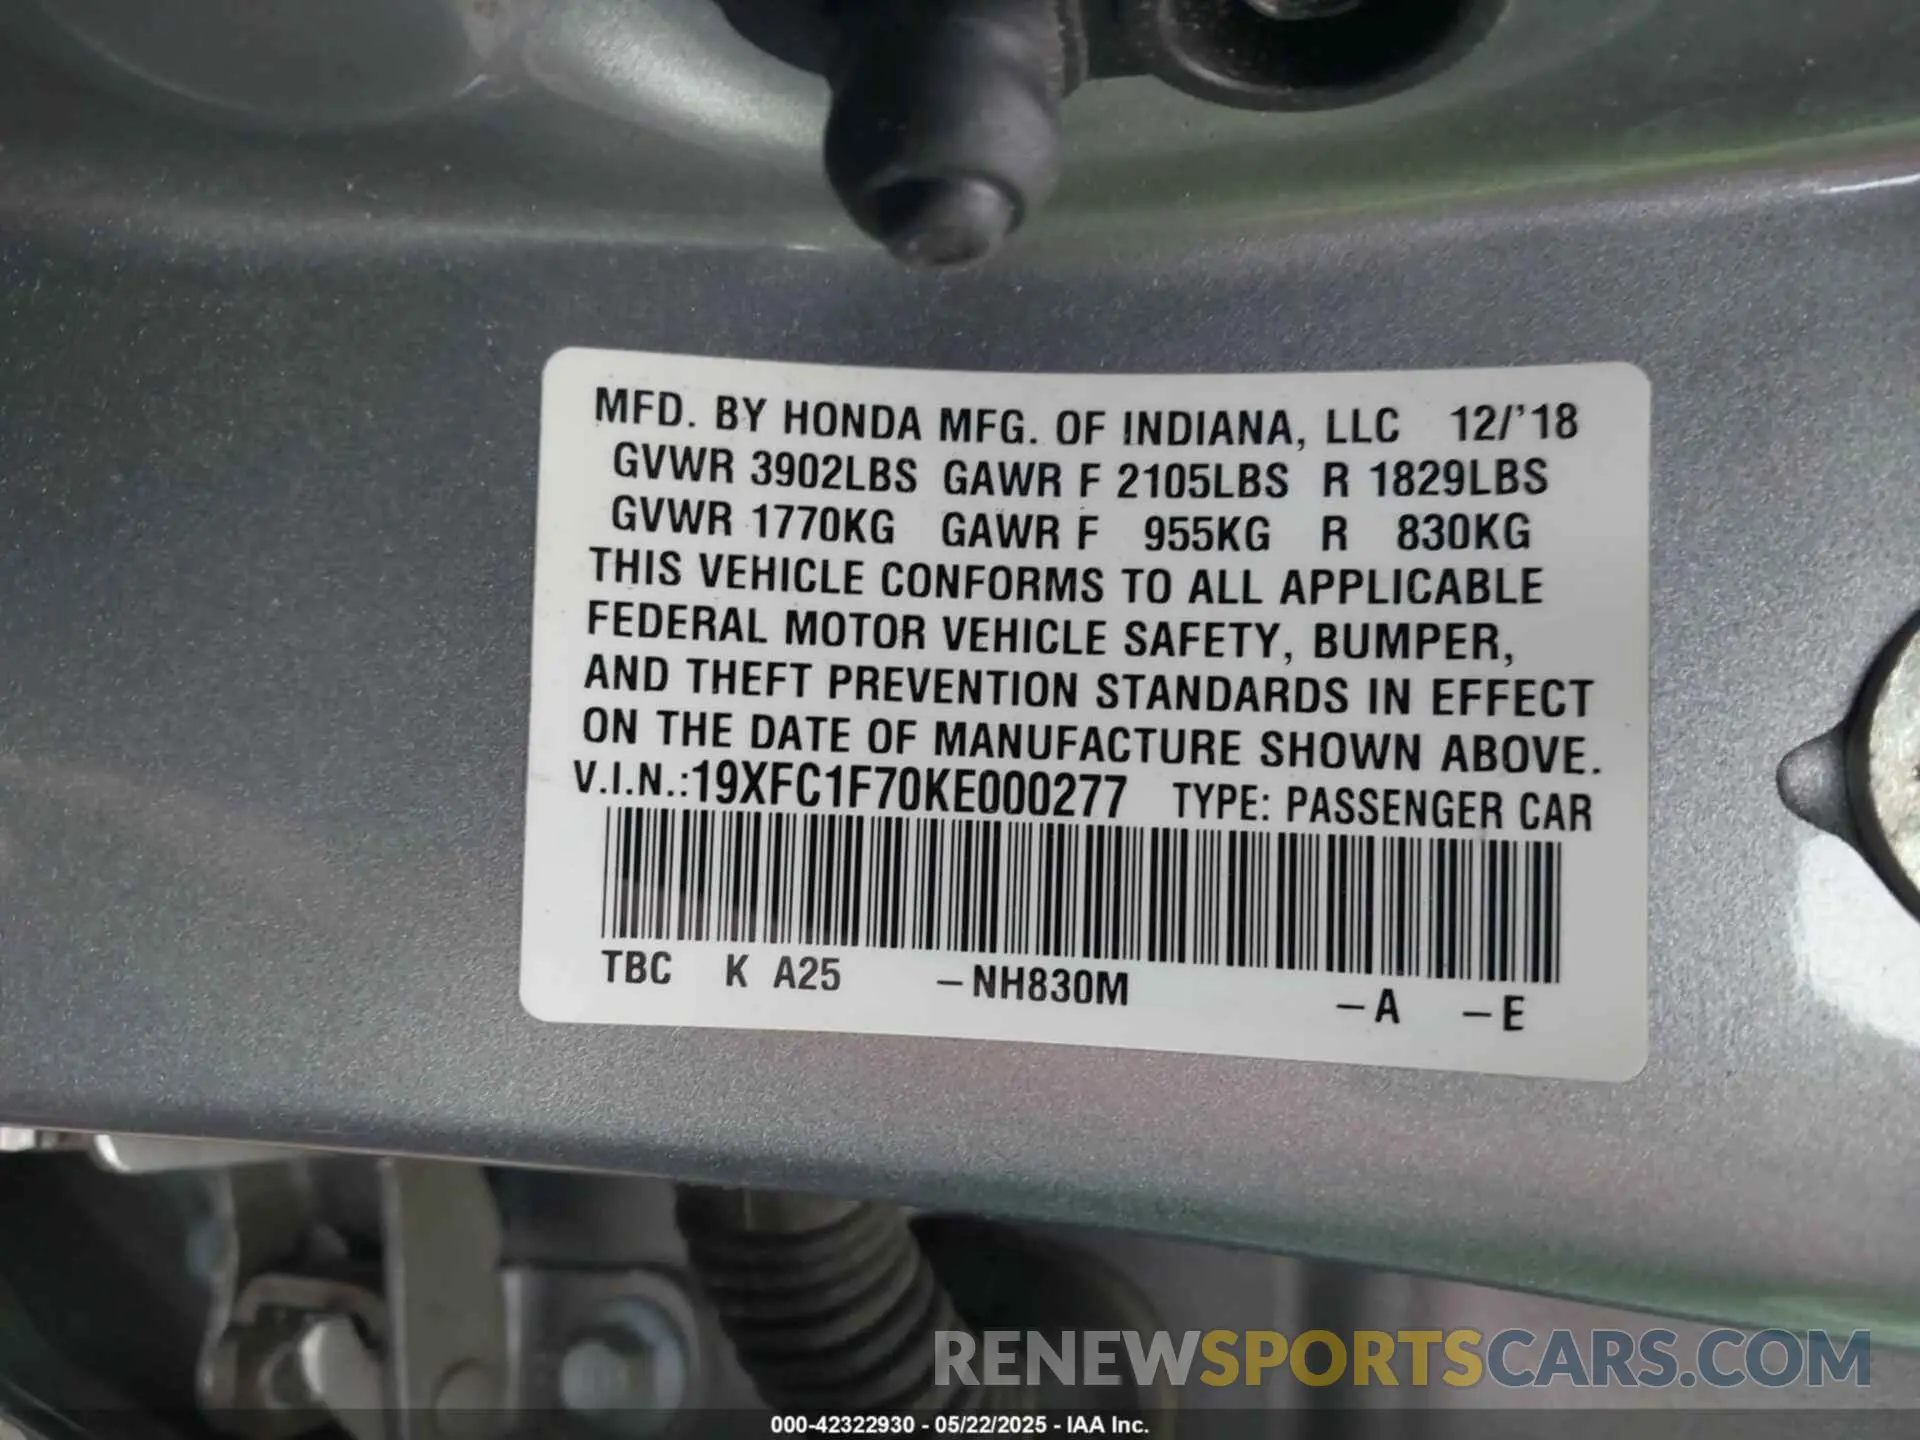 MFD. BY HONDA MFG. OF INDIANA, LLC 12/'18
GVWR 3902LBS GAWR F 2105LBS R 1829LBS
GVWR 1770KG GAWR F 955KG R 830KG
THIS VEHICLE CONFORMS TO ALL APPLICABLE
FEDERAL MOTOR VEHICLE SAFETY, BUMPER,
AND THEFT PREVENTION STANDARDS IN EFFECT
ON THE DATE OF MANUFACTURE SHOWN ABOVE.
V.I.N.:19XFC1F70KE000277 TYPE: PASSENGER CAR
TBC K A25 –NH830M –A –E
RENEWSPORTSCARS.COM
000-42322930 - 05/22/2025 - IAA Inc.